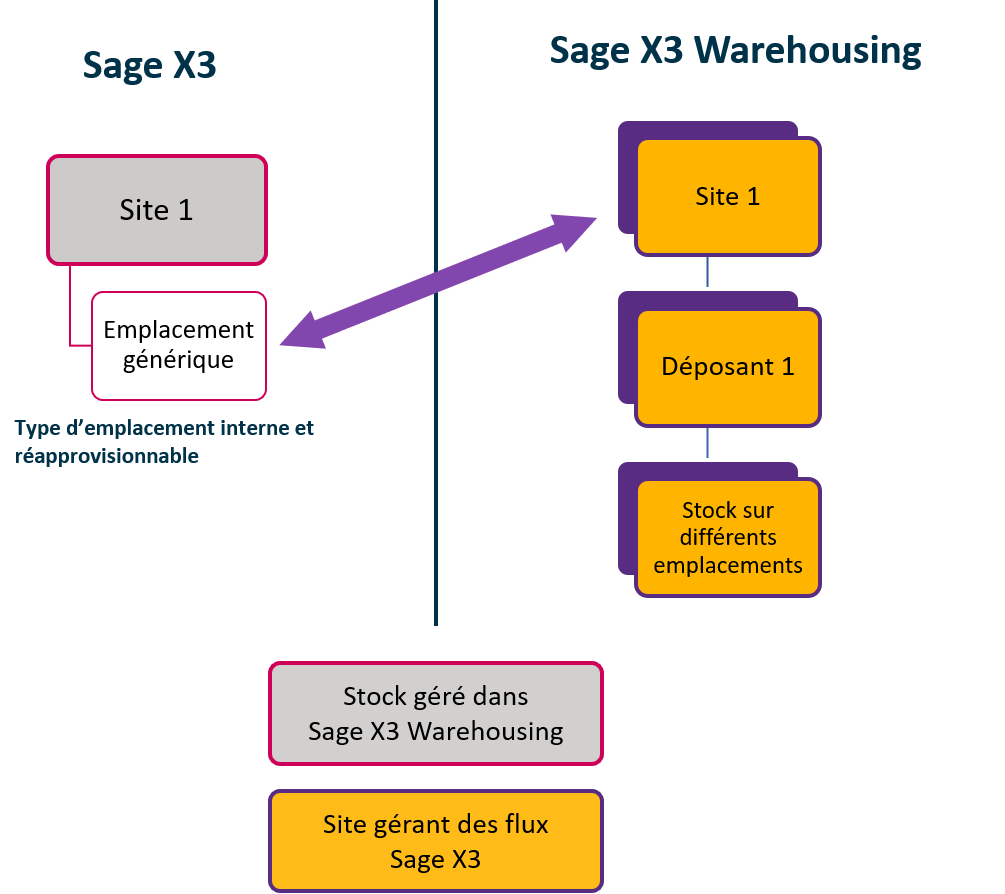 Sage X3
Site 1
Emplacement
générique
Type d’emplacement interne et
réapprovisionnable
Sage X3 Warehousing
Site 1
Déposant 1
Stock sur
différents
emplacements
Stock géré dans
Sage X3 Warehousing
Site gérant des flux
Sage X3